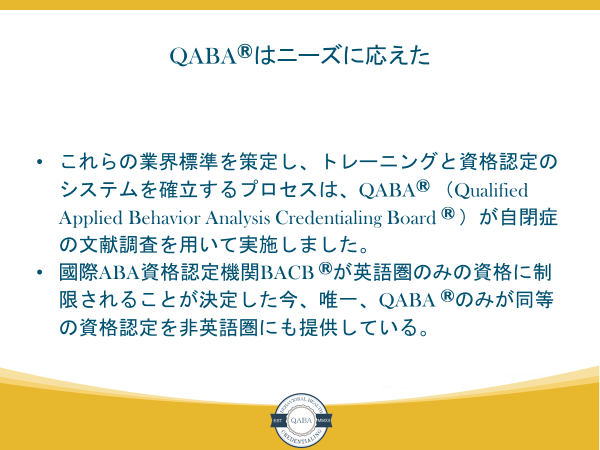 QABA®はニーズに応えた
• これらの業界標準を策定し、トレーニングと資格認定の
システムを確立するプロセスは、QABA®（Qualified
Applied Behavior Analysis Credentialing Board ®）が自閉症
の文献調査を用いて実施しました。
• 國際ABA資格認定機関BACB ®が英語圏のみの資格に制
限されることが決定した今、唯一、QABA ®のみが同等
の資格認定を非英語圏にも提供している。
BEHAVIORAL HEALTH
EST QABA
CREDENTIALING